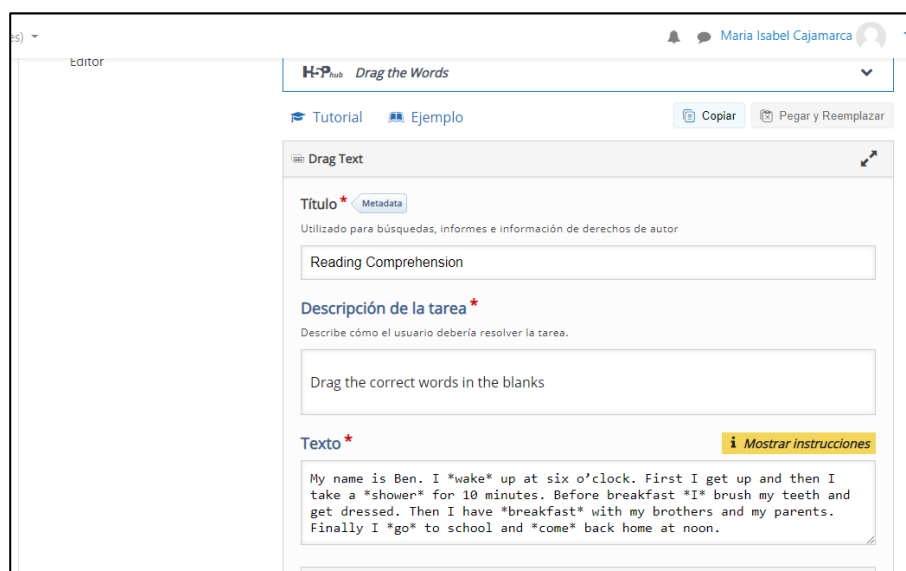 es)
Maria Isabel Cajamarca
Editor
H5P hub Drag the Words
Tutorial Ejemplo Copiar Pegar y Reemplazar
Drag Text
Título * Metadata
Utilizado para búsquedas, informes e información de derechos de autor
Reading Comprehension
Descripción de la tarea *
Describe cómo el usuario debería resolver la tarea.
Drag the correct words in the blanks
Texto * Mostrar instrucciones
My name is Ben. I *wake* up at six o’clock. First I get up and then I
take a *shower* for 10 minutes. Before breakfast *I* brush my teeth and
get dressed. Then I have *breakfast* with my brothers and my parents.
Finally I *go* to school and *come* back home at noon.